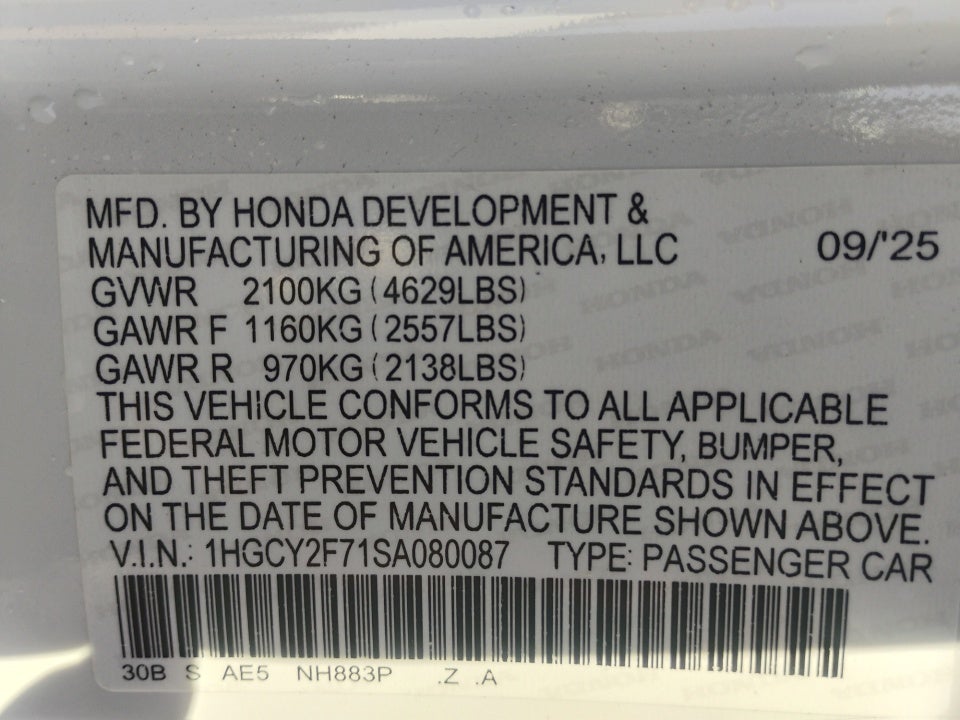 MFD. BY HONDA DEVELOPMENT &
MANUFACTURING OF AMERICA, LLC 09/'25
GVWR 2100KG (4629LBS)
GAWR F 1160KG (2557LBS)
GAWR R 970KG (2138LBS)
THIS VEHICLE CONFORMS TO ALL APPLICABLE
FEDERAL MOTOR VEHICLE SAFETY, BUMPER,
AND THEFT PREVENTION STANDARDS IN EFFECT
ON THE DATE OF MANUFACTURE SHOWN ABOVE.
V.I.N.: 1HGCY2F71SA080087 TYPE: PASSENGER CAR
30B S AE5 NH883P .Z .A